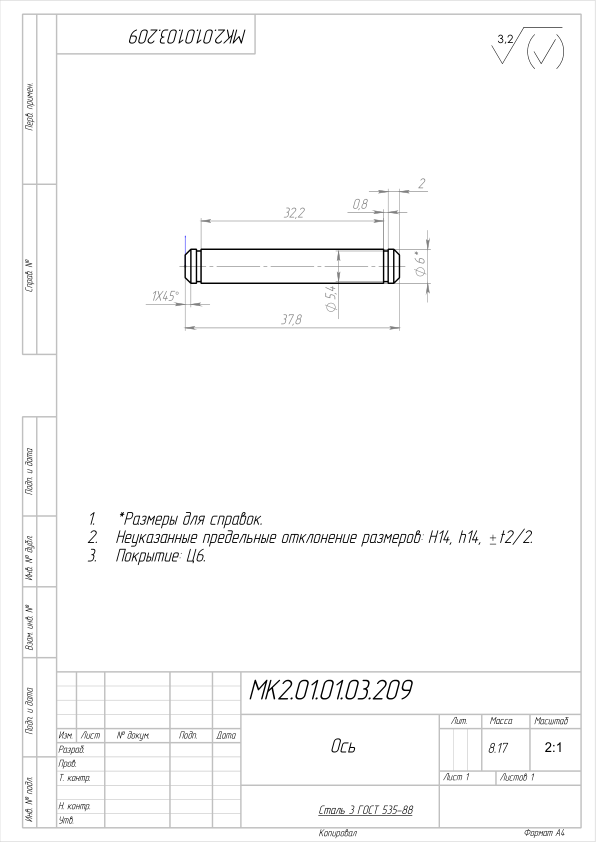 МК2.01.01.03.209
3,2
Перв. примен.
Справ. №
2
0,8
32,2
∅ 6*
1X45°
∅ 5,4
37,8
1. *Размеры для справок.
2. Неуказанные предельные отклонение размеров: H14, h14, ±t2/2.
3. Покрытие: Ц6.
Подп. и дата
Инв. № дубл.
Взам. инв. №
Подп. и дата
Инв. № подл.
МК2.01.01.03.209
Лит. Масса Масштаб
Изм. Лист № докум. Подп. Дата
Разраб.
Ось
8.17 2:1
Пров.
Т. контр.
Лист 1 Листов 1
Н. контр.
Сталь 3 ГОСТ 535-88
Утв.
Копировал Формат А4